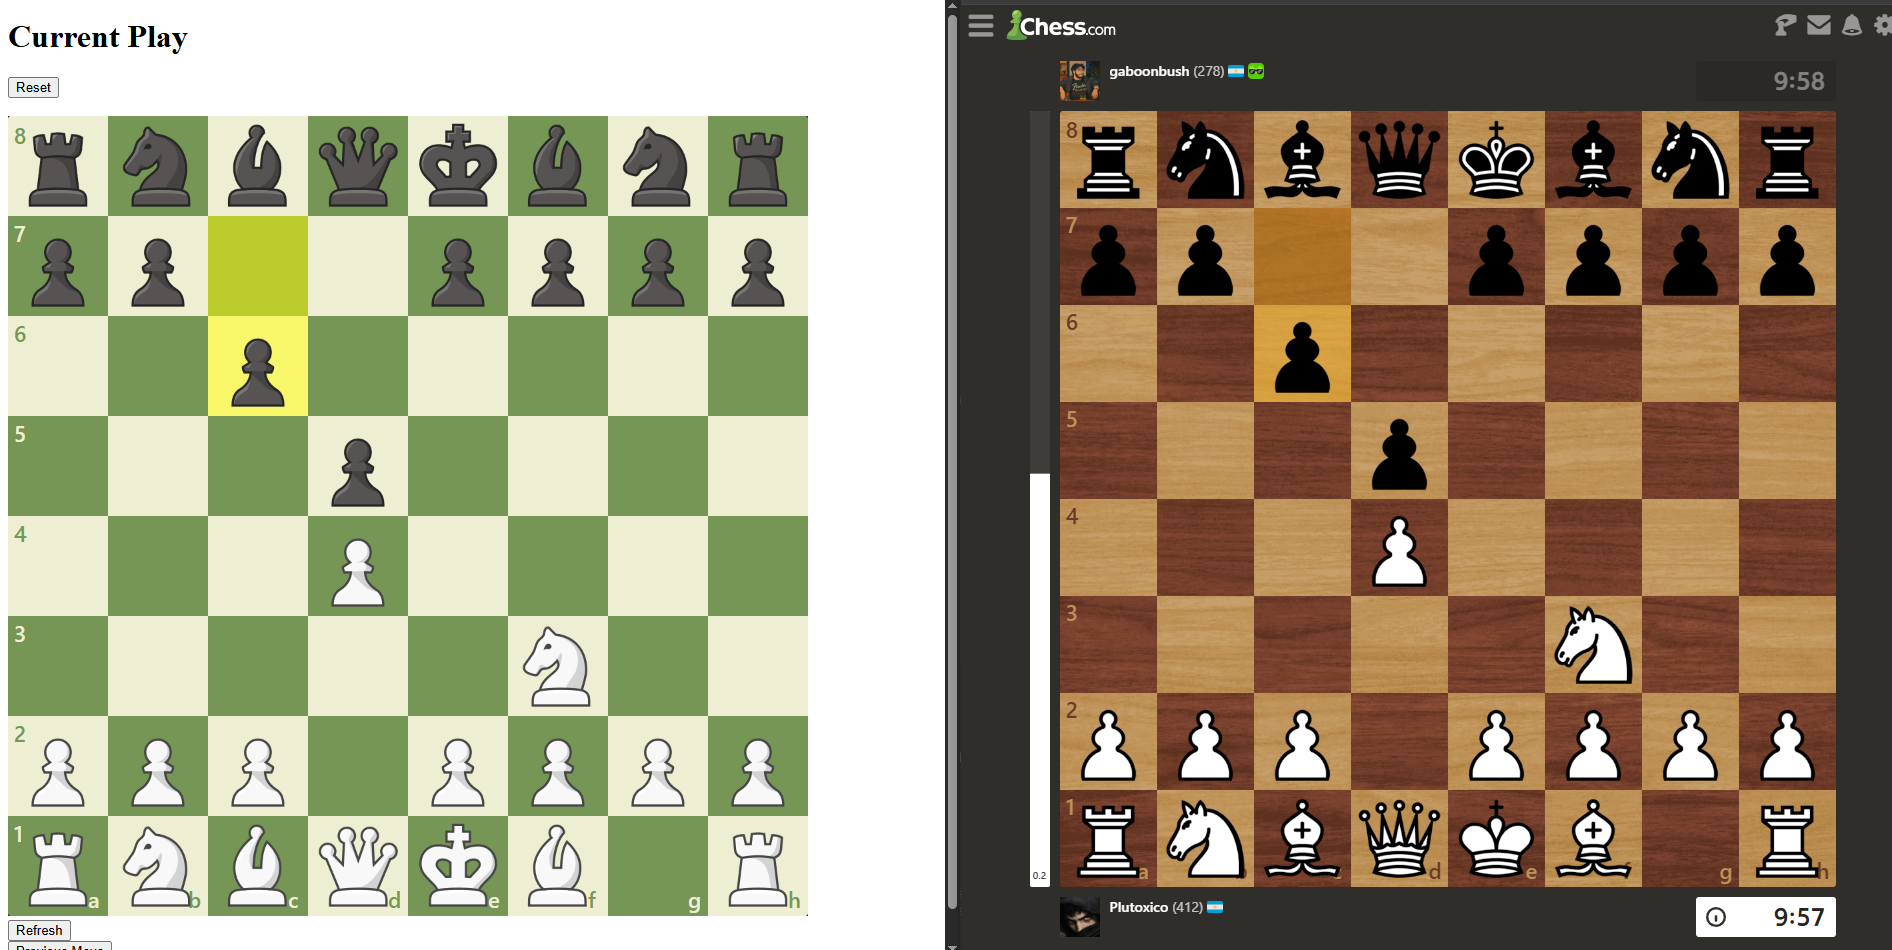 Current Play
Reset
8
7
6
5
4
3
2
1
a b c d e f g h
Refresh
Previous Move
Chess.com
gaboonbush (278)
9:58
8
7
6
5
4
3
2
1
a d e g h
0.2
Plutoxico (412)
9:57